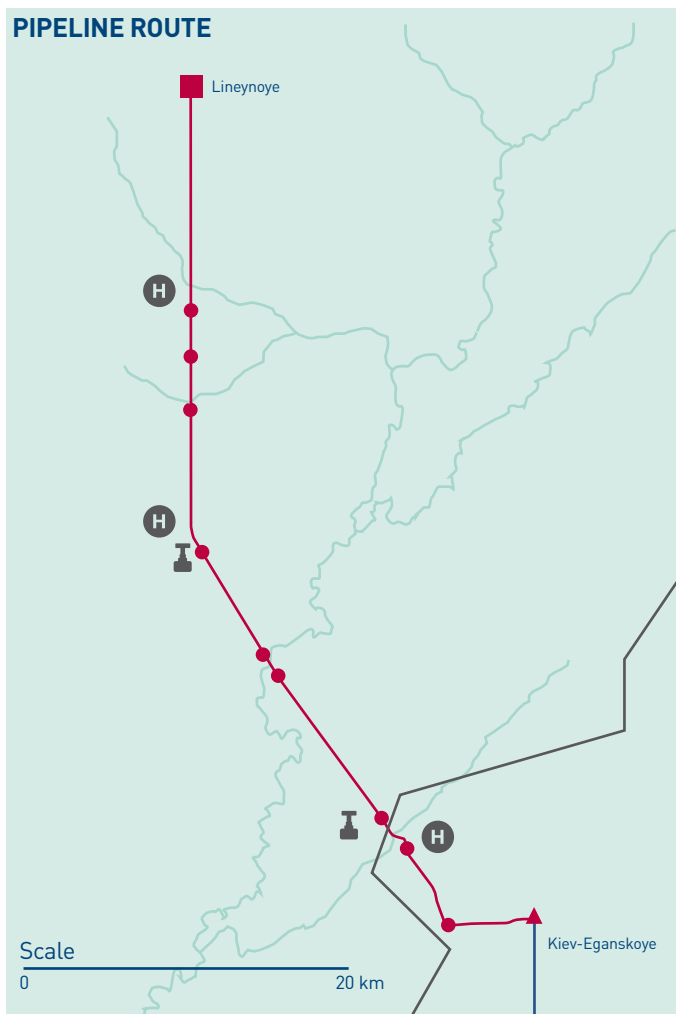 PIPELINE ROUTE
Lineynoye
H
H
H
Kiev-Eganskoye
Scale
0 20 km